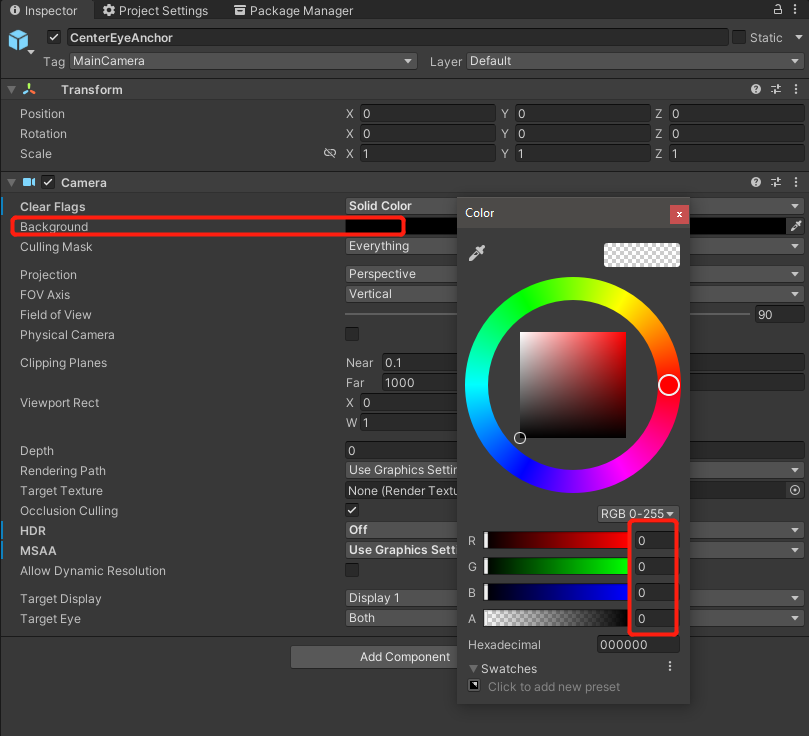 Inspector Project Settings Package Manager
CenterEyeAnchor Static
Tag MainCamera Layer Default
Transform
Position X 0 Y 0 Z 0
Rotation X 0 Y 0 Z 0
Scale X 1 Y 1 Z 1
Camera
Clear Flags Solid Color
Background
Culling Mask Everything
Projection Perspective
FOV Axis Vertical
Field of View 90
Physical Camera
Clipping Planes Near 0.1
Far 1000
Viewport Rect X 0
W 1
Depth 0
Rendering Path Use Graphics Settin
Target Texture None (Render Textu
Occlusion Culling
HDR Off
MSAA Use Graphics Setti
Allow Dynamic Resolution
Target Display Display 1
Target Eye Both
Add Component
Color x
RGB 0-255
R 0
G 0
B 0
A 0
Hexadecimal 000000
Swatches
Click to add new preset